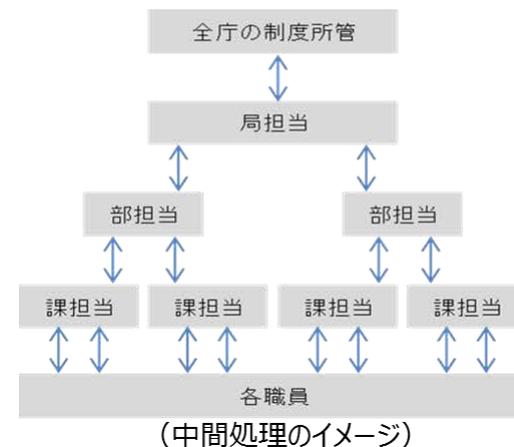 全庁の制度所管
局担当
部担当 部担当
課担当 課担当 課担当 課担当
各職員
（中間処理のイメージ）